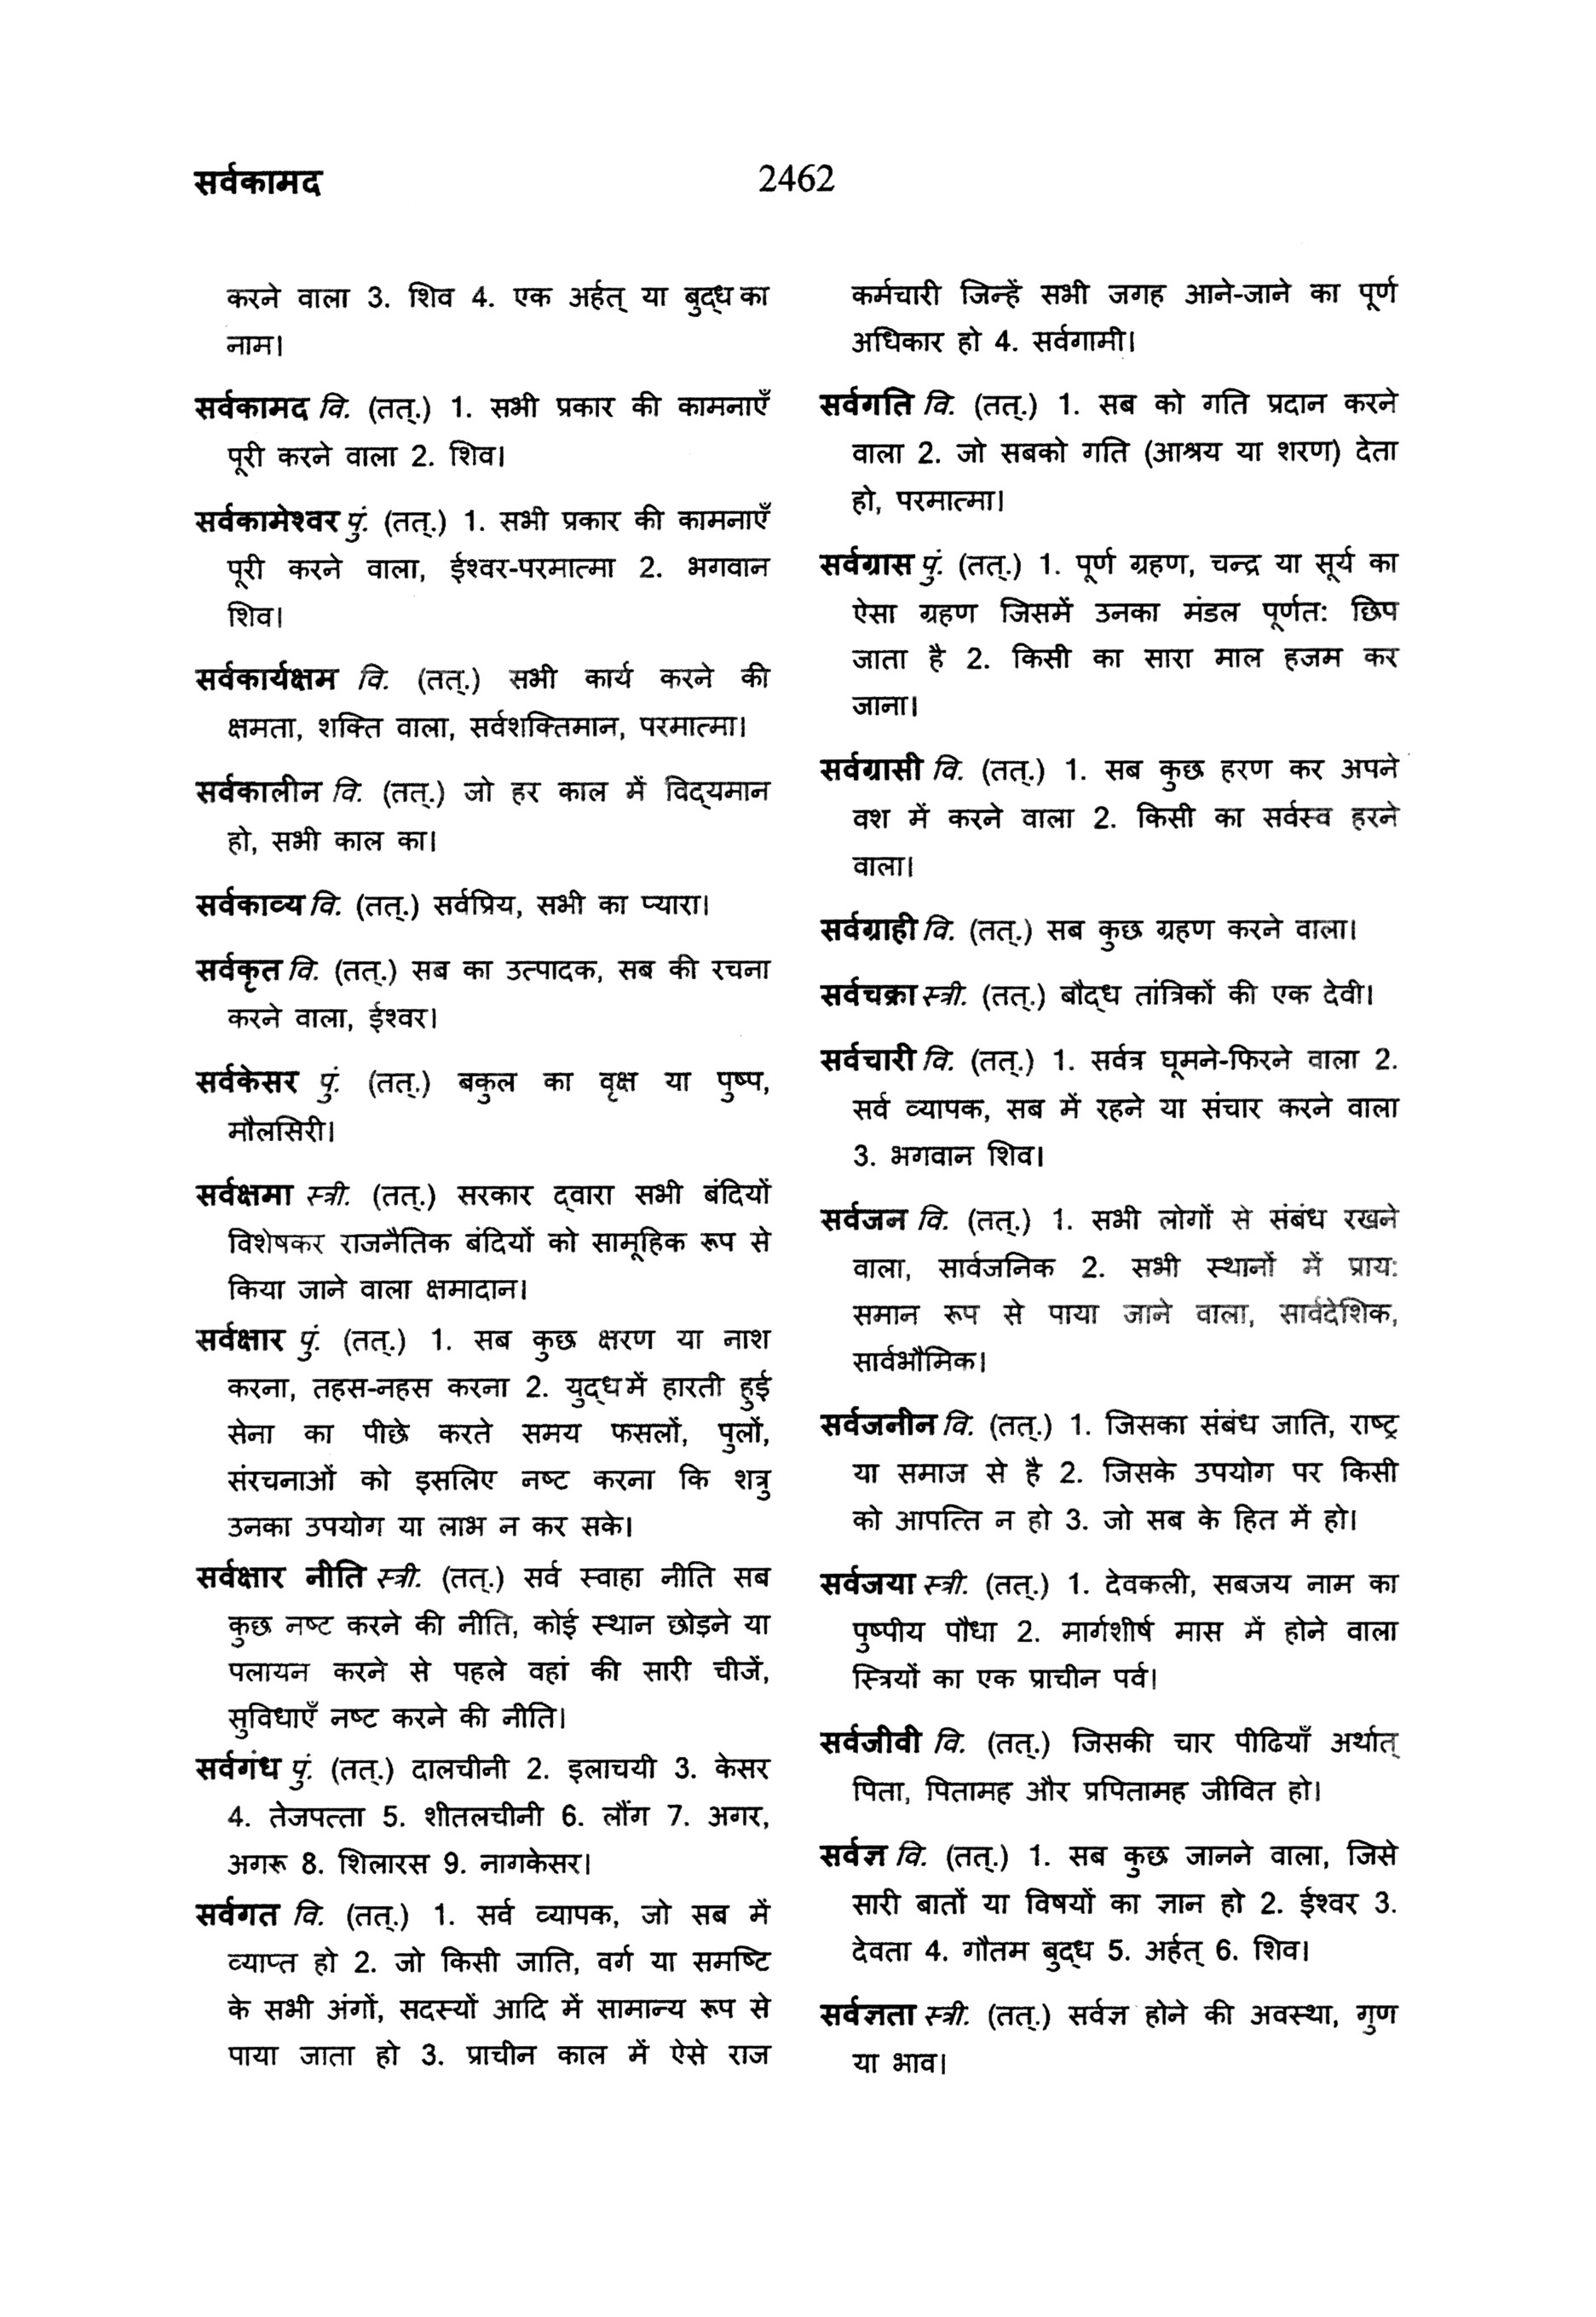 सर्वकामद
2462
करने वाला 3. शिव 4. एक अर्हत् या बुद्ध का
नाम।
सर्वकामद वि. (तत्.) 1. सभी प्रकार की कामनाएँ
पूरी करने वाला 2. शिव।
सर्वकामेश्वर पुं. (तत्.) 1. सभी प्रकार की कामनाएँ
पूरी करने वाला, ईश्वर-परमात्मा 2. भगवान
शिव।
सर्वकार्यक्षम वि. (तत्.) सभी कार्य करने की
क्षमता, शक्ति वाला, सर्वशक्तिमान, परमात्मा।
सर्वकालीन वि. (तत्.) जो हर काल में विद्यमान
हो, सभी काल का।
सर्वकाव्य वि. (तत्.) सर्वप्रिय, सभी का प्यारा।
सर्वकृत वि. (तत्.) सब का उत्पादक, सब की रचना
करने वाला, ईश्वर।
सर्वकेसर पुं. (तत्.) बकुल का वृक्ष या पुष्प,
मौलसिरी।
सर्वक्षमा स्त्री. (तत्.) सरकार द्वारा सभी बंदियों
विशेषकर राजनैतिक बंदियों को सामूहिक रूप से
किया जाने वाला क्षमादान।
सर्वक्षार पुं. (तत्.) 1. सब कुछ क्षरण या नाश
करना, तहस-नहस करना 2. युद्ध में हारती हुई
सेना का पीछे करते समय फसलों, पुलों,
संरचनाओं को इसलिए नष्ट करना कि शत्रु
उनका उपयोग या लाभ न कर सके।
सर्वक्षार नीति स्त्री. (तत्.) सर्व स्वाहा नीति सब
कुछ नष्ट करने की नीति, कोई स्थान छोड़ने या
पलायन करने से पहले वहां की सारी चीजें,
सुविधाएँ नष्ट करने की नीति।
सर्वगंध पुं. (तत्.) दालचीनी 2. इलाचयी 3. केसर
4. तेजपत्ता 5. शीतलचीनी 6. लौंग 7. अगर,
अगरू 8. शिलारस 9. नागकेसर।
सर्वगत वि. (तत्.) 1. सर्व व्यापक, जो सब में
व्याप्त हो 2. जो किसी जाति, वर्ग या समष्टि
के सभी अंगों, सदस्यों आदि में सामान्य रूप से
पाया जाता हो 3. प्राचीन काल में ऐसे राज
कर्मचारी जिन्हें सभी जगह आने-जाने का पूर्ण
अधिकार हो 4. सर्वगामी।
सर्वगति वि. (तत्.) 1. सब को गति प्रदान करने
वाला 2. जो सबको गति (आश्रय या शरण) देता
हो, परमात्मा।
सर्वग्रास पुं. (तत्.) 1. पूर्ण ग्रहण, चन्द्र या सूर्य का
ऐसा ग्रहण जिसमें उनका मंडल पूर्णत: छिप
जाता है 2. किसी का सारा माल हजम कर
जाना।
सर्वग्रासी वि. (तत्.) 1. सब कुछ हरण कर अपने
वश में करने वाला 2. किसी का सर्वस्व हरने
वाला।
सर्वग्राही वि. (तत्.) सब कुछ ग्रहण करने वाला।
सर्वचक्रा स्त्री. (तत्.) बौद्ध तांत्रिकों की एक देवी।
सर्वचारी वि. (तत्.) 1. सर्वत्र घूमने-फिरने वाला 2.
सर्व व्यापक, सब में रहने या संचार करने वाला
3. भगवान शिव।
सर्वजन वि. (तत्.) 1. सभी लोगों से संबंध रखने
वाला, सार्वजनिक 2. सभी स्थानों में प्राय:
समान रूप से पाया जाने वाला, सार्वदेशिक,
सार्वभौमिक।
सर्वजनीन वि. (तत्.) 1. जिसका संबंध जाति, राष्ट्र
या समाज से है 2. जिसके उपयोग पर किसी
को आपत्ति न हो 3. जो सब के हित में हो।
सर्वजया स्त्री. (तत्.) 1. देवकली, सबजय नाम का
पुष्पीय पौधा 2. मार्गशीर्ष मास में होने वाला
स्त्रियों का एक प्राचीन पर्व।
सर्वजीवी वि. (तत्.) जिसकी चार पीढियाँ अर्थात्
पिता, पितामह और प्रपितामह जीवित हो।
सर्वज्ञ वि. (तत्.) 1. सब कुछ जानने वाला, जिसे
सारी बातों या विषयों का ज्ञान हो 2. ईश्वर 3.
देवता 4. गौतम बुद्ध 5. अर्हत् 6. शिव।
सर्वज्ञता स्त्री. (तत्.) सर्वज्ञ होने की अवस्था, गुण
या भाव।